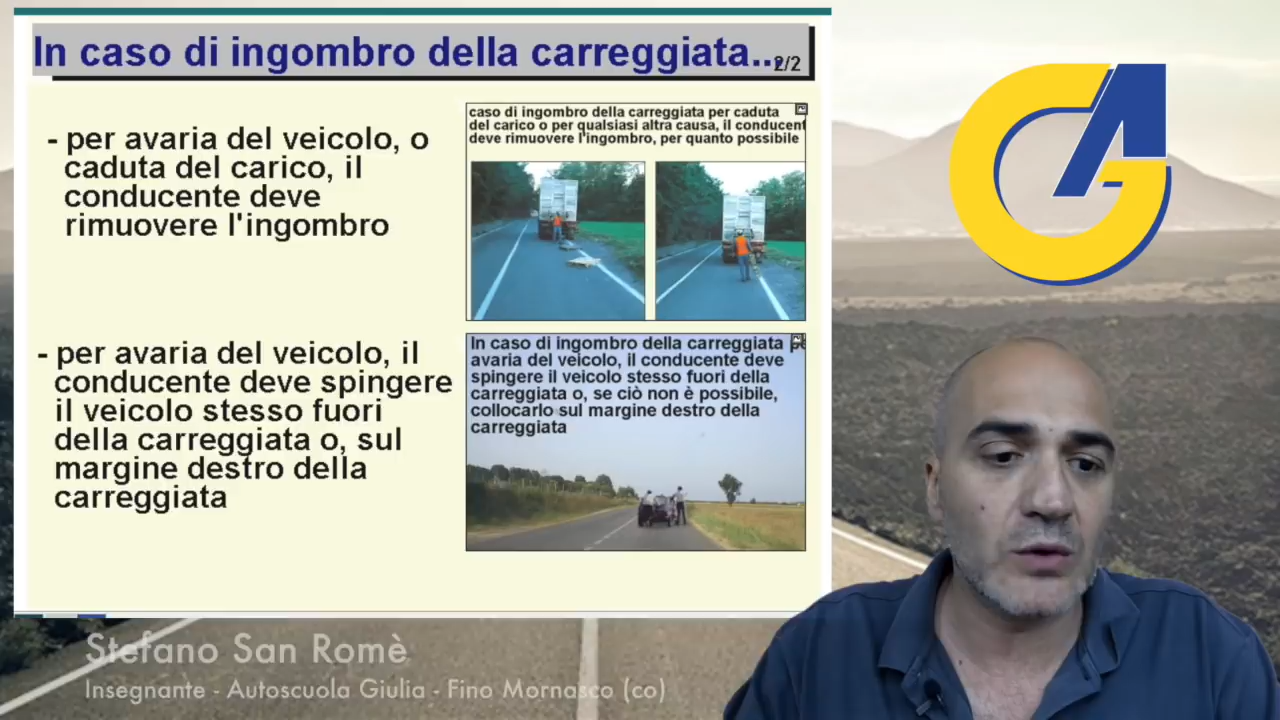 In caso di ingombro della carreggiata...
2/2
- per avaria del veicolo, o
caduta del carico, il
conducente deve
rimuovere l'ingombro
caso di ingombro della carreggiata per caduta
del carico o per qualsiasi altra causa, il conducent
deve rimuovere l'ingombro, per quanto possibile
- per avaria del veicolo, il
conducente deve spingere
il veicolo stesso fuori
della carreggiata o, sul
margine destro della
carreggiata
In caso di ingombro della carreggiata pe
avaria del veicolo, il conducente deve
spingere il veicolo stesso fuori della
carreggiata o, se ciò non è possibile,
collocarlo sul margine destro della
carreggiata
GA
Stefano San Romè
Insegnante - Autoscuola Giulia - Fino Mornasco (co)